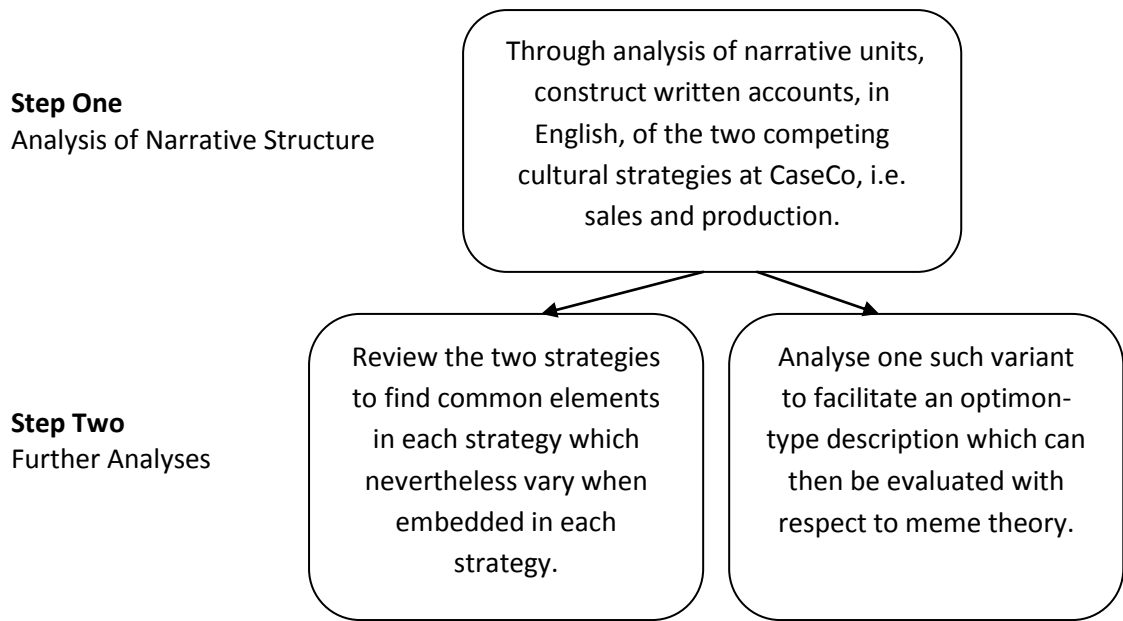 Step One
Analysis of Narrative Structure
Through analysis of narrative units,
construct written accounts, in
English, of the two competing
cultural strategies at CaseCo, i.e.
sales and production.
Step Two
Further Analyses
Review the two strategies
to find common elements
in each strategy which
nevertheless vary when
embedded in each
strategy.
Analyse one such variant
to facilitate an optimon-
type description which can
then be evaluated with
respect to meme theory.